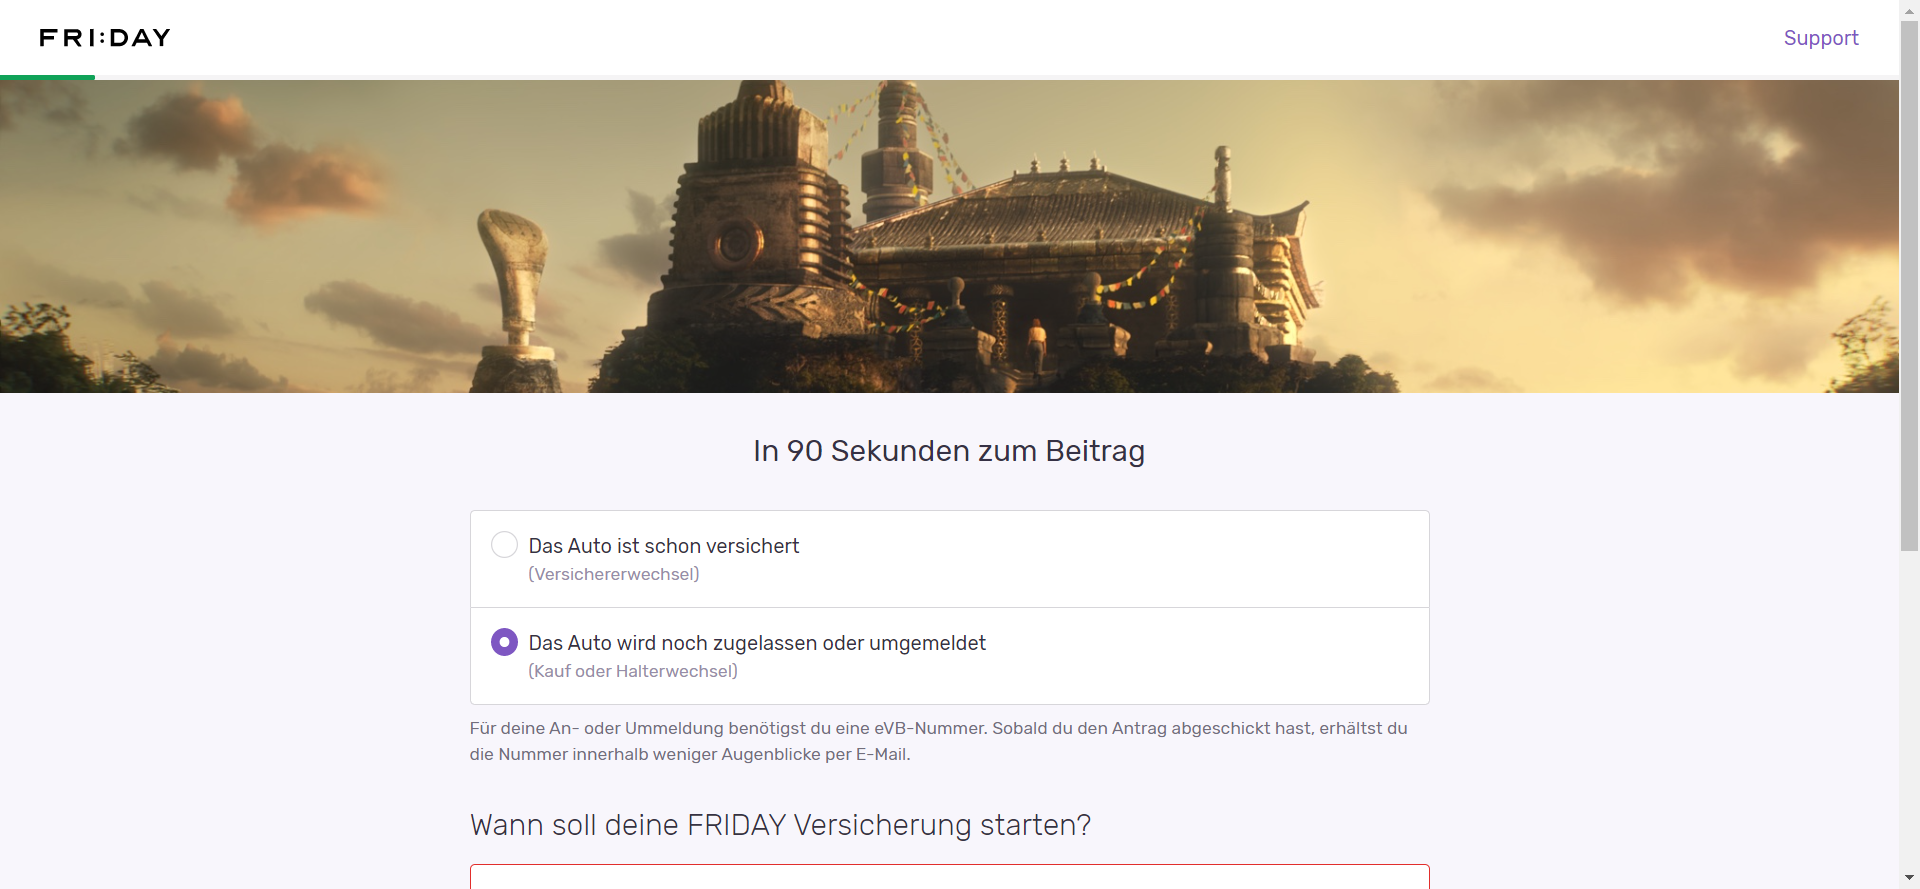 FRI:DAY
Support
In 90 Sekunden zum Beitrag
Das Auto ist schon versichert
(Versichererwechsel)
Das Auto wird noch zugelassen oder umgemeldet
(Kauf oder Halterwechsel)
Für deine An- oder Ummeldung benötigst du eine eVB-Nummer. Sobald du den Antrag abgeschickt hast, erhältst du
die Nummer innerhalb weniger Augenblicke per E-Mail.
Wann soll deine FRIDAY Versicherung starten?